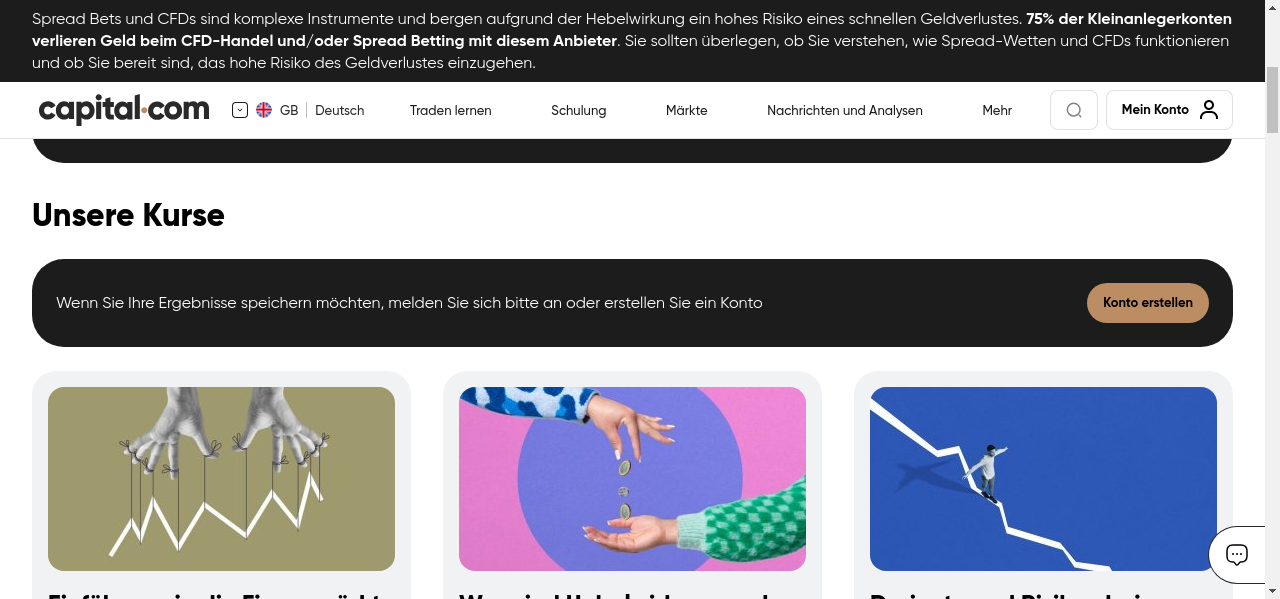 Spread Bets und CFDs sind komplexe Instrumente und bergen aufgrund der Hebelwirkung ein hohes Risiko eines schnellen Geldverlustes. 75% der Kleinanlegerkonten
verlieren Geld beim CFD-Handel und/oder Spread Betting mit diesem Anbieter. Sie sollten überlegen, ob Sie verstehen, wie Spread-Wetten und CFDs funktionieren
und ob Sie bereit sind, das hohe Risiko des Geldverlustes einzugehen.
capital.com GB Deutsch Traden lernen Schulung Märkte Nachrichten und Analysen Mehr Mein Konto
Unsere Kurse
Wenn Sie Ihre Ergebnisse speichern möchten, melden Sie sich bitte an oder erstellen Sie ein Konto Konto erstellen